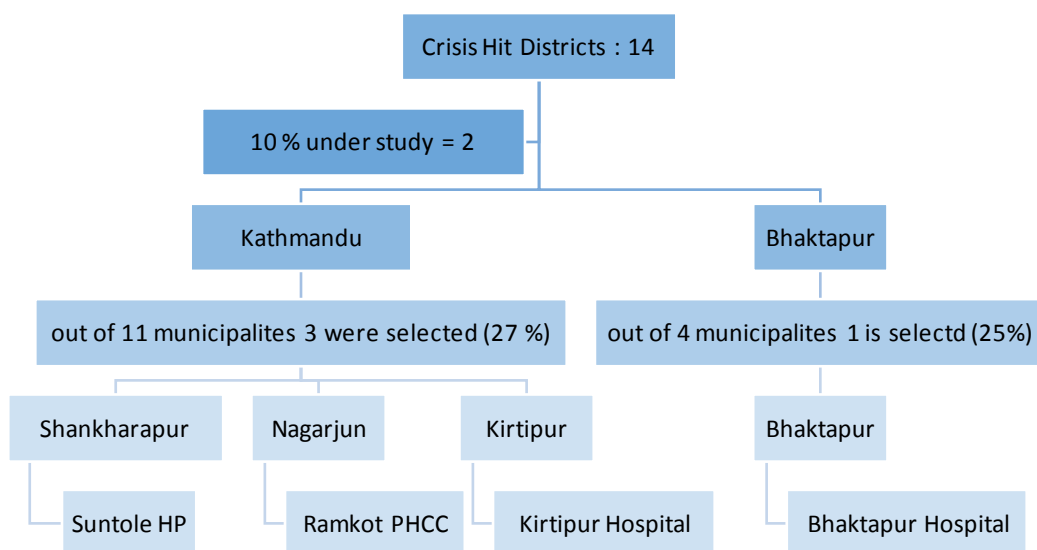 Crisis Hit Districts : 14
10 % under study = 2
Kathmandu
Bhaktapur
out of 11 municipalites 3 were selected (27 %)
out of 4 municipalites 1 is selectd (25%)
Shankharapur
Nagarjun
Kirtipur
Bhaktapur
Suntole HP
Ramkot PHCC
Kirtipur Hospital
Bhaktapur Hospital